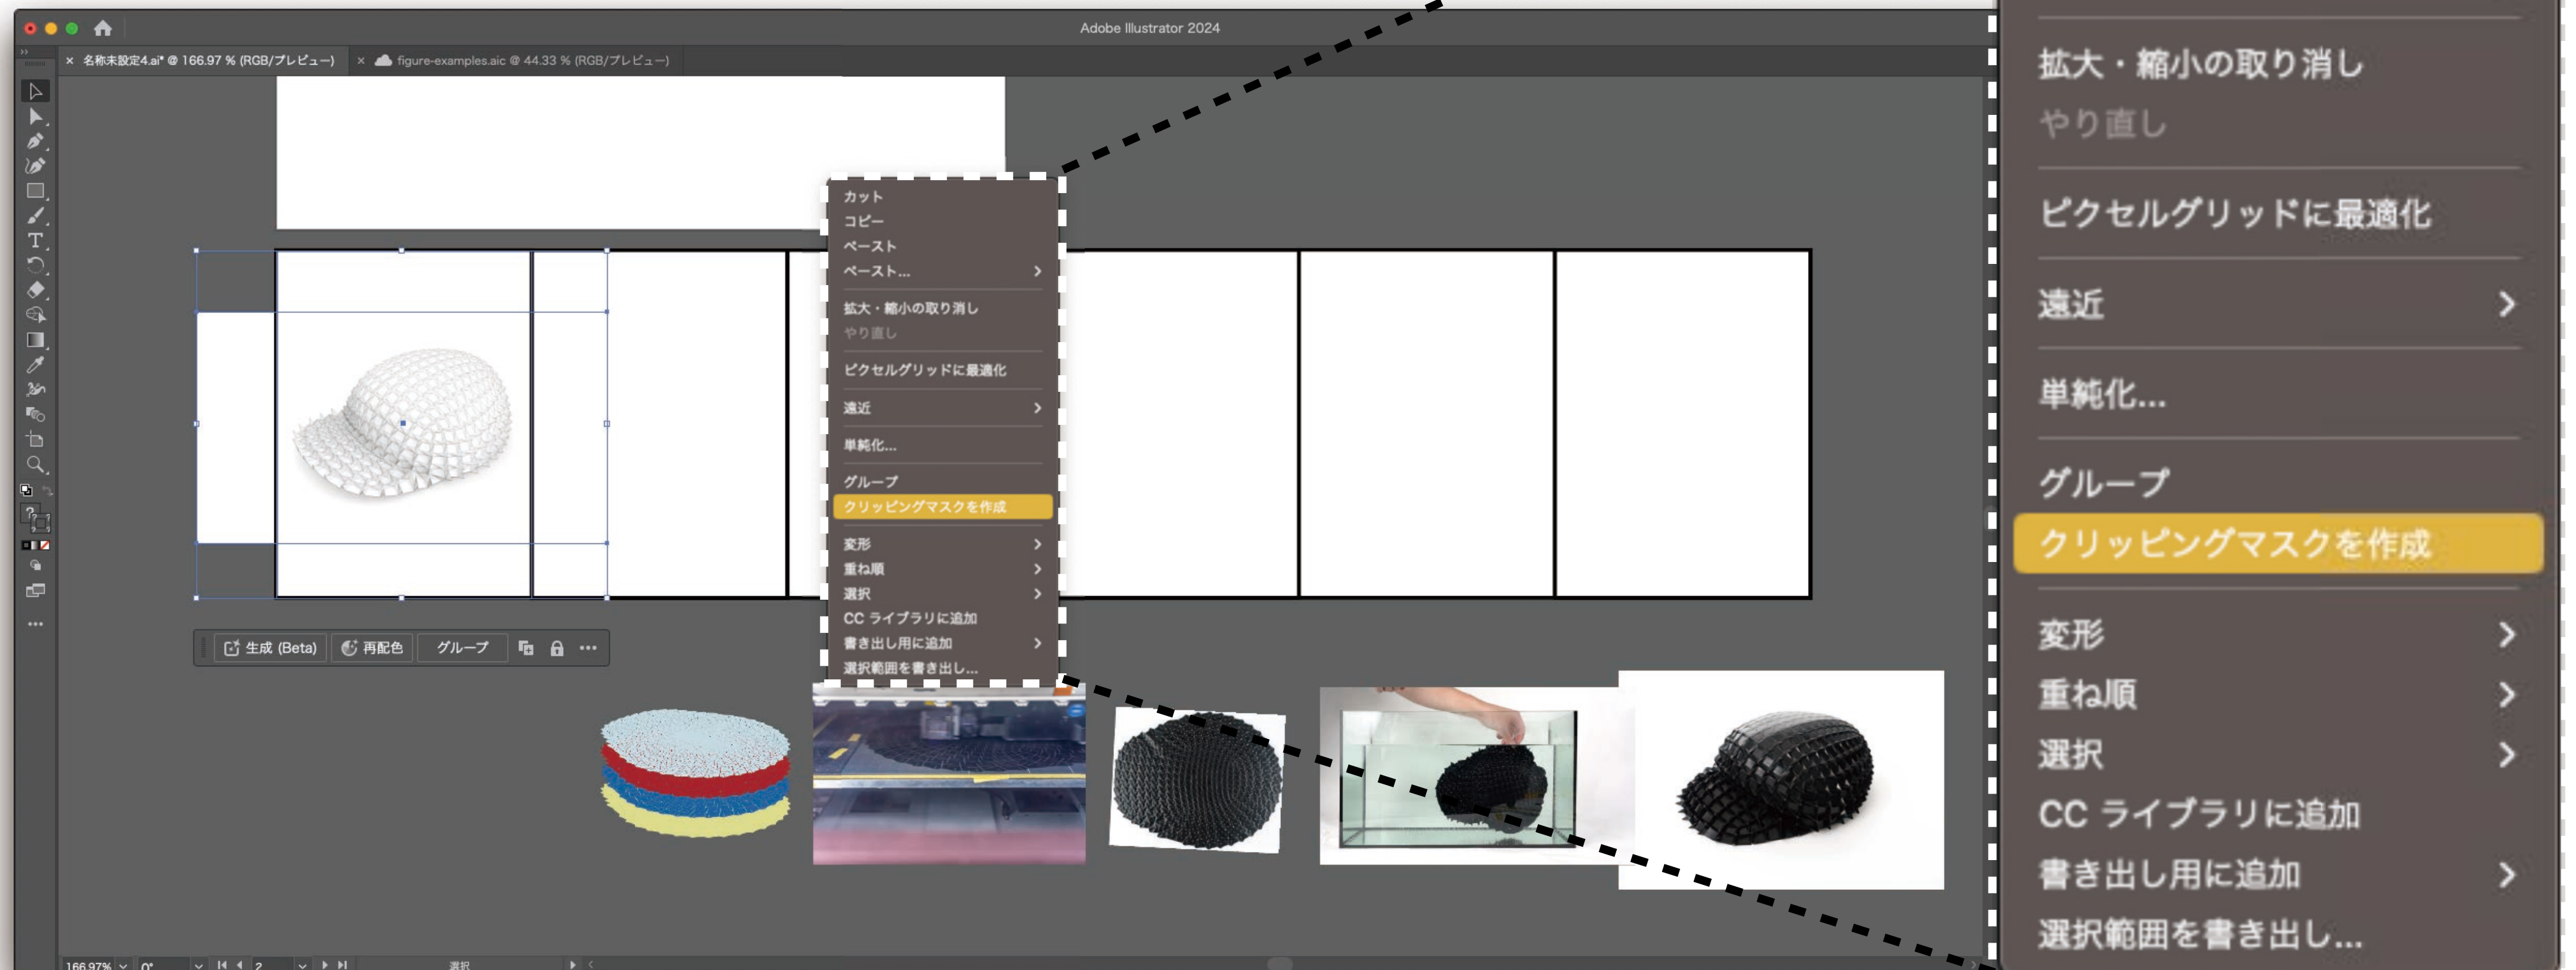 Adobe Illustrator 2024
× 名称未設定4.ai* @ 166.97 % (RGB/プレビュー)
× figure-examples.aic @ 44.33 % (RGB/プレビュー)
カット
コピー
ペースト
ペースト...
拡大・縮小の取り消し
やり直し
ピクセルグリッドに最適化
遠近
単純化...
グループ
クリッピングマスクを作成
変形
重ね順
選択
CC ライブラリに追加
書き出し用に追加
選択範囲を書き出し...
生成 (Beta)
再配色
グループ
166.97%
0°
2
選択
拡大・縮小の取り消し
やり直し
ピクセルグリッドに最適化
遠近
単純化...
グループ
クリッピングマスクを作成
変形
重ね順
選択
CC ライブラリに追加
書き出し用に追加
選択範囲を書き出し...